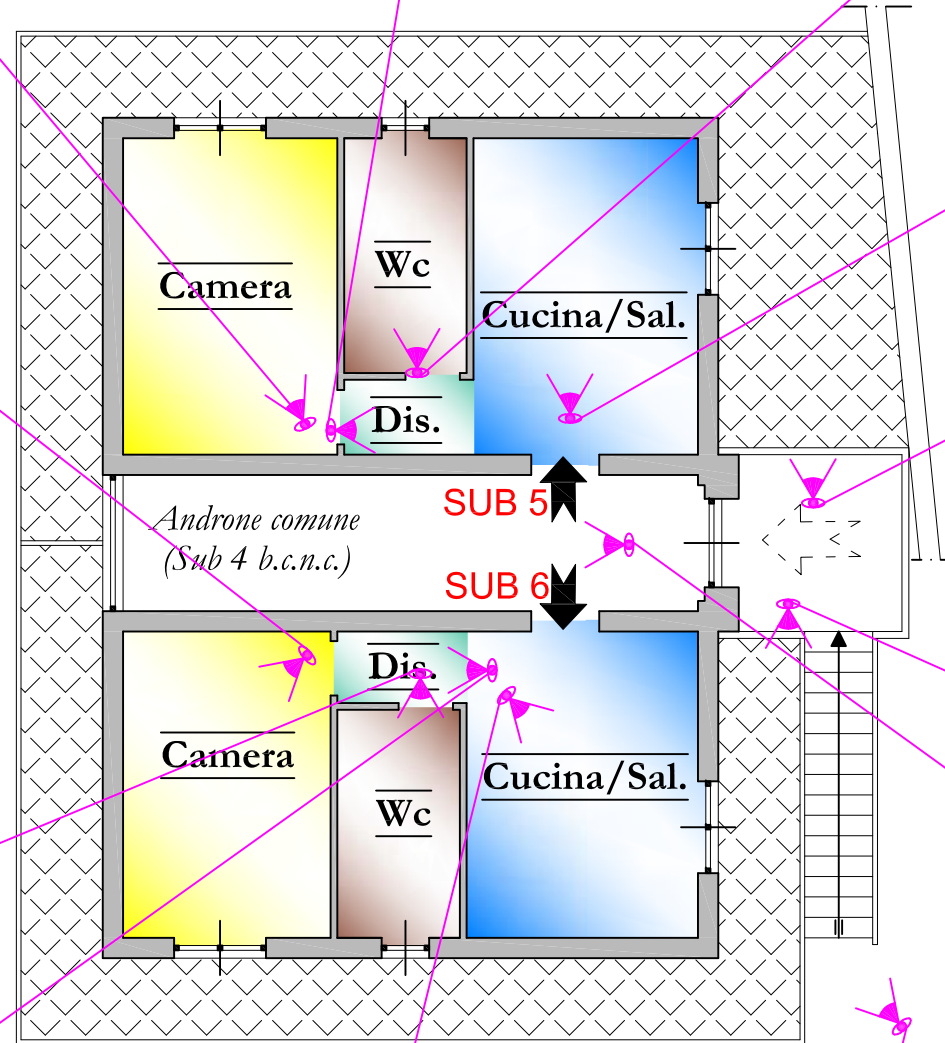 Camera
Wc
Cucina/Sal.
Dis.
SUB 5
Androne comune
(Sub 4 b.c.n.c.)
SUB 6
Dis.
Camera
Wc
Cucina/Sal.